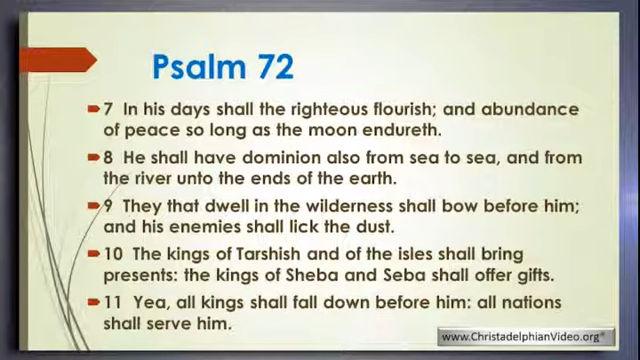 Psalm 72
7 In his days shall the righteous flourish; and abundance
of peace so long as the moon endureth.
8 He shall have dominion also from sea to sea, and from
the river unto the ends of the earth.
9 They that dwell in the wilderness shall bow before him;
and his enemies shall lick the dust.
10 The kings of Tarshish and of the isles shall bring
presents: the kings of Sheba and Seba shall offer gifts.
11 Yea, all kings shall fall down before him: all nations
shall serve him.
www.ChristadelphianVideo.org®